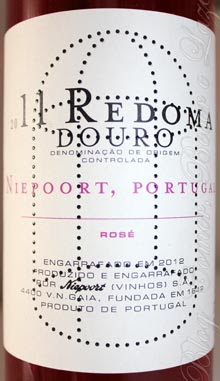 2011 REDOMA
DOURO
DENOMINAÇÃO DE ORIGEM
CONTROLADA
NIEPOORT, PORTUGAL
ROSÉ
ENGARRAFADO EM 2012
PRODUZIDO E ENGARRAFADO
POR Niepoort (VINHOS) S.A.
4400 V.N.GAIA, FUNDADA EM 1842
PRODUTO DE PORTUGAL